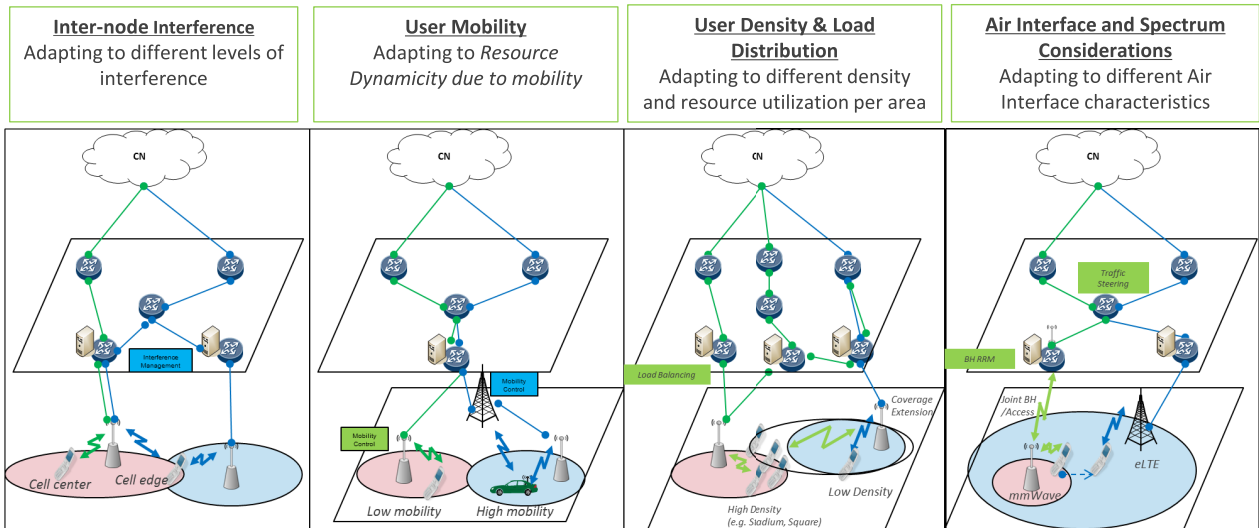 Inter-node Interference
Adapting to different levels of
interference
User Mobility
Adapting to Resource
Dynamicity due to mobility
User Density & Load
Distribution
Adapting to different density
and resource utilization per area
Air Interface and Spectrum
Considerations
Adapting to different Air
Interface characteristics
CN
Interference
Management
Cell center
Cell edge
CN
Mobility
Control
Mobility
Control
Low mobility
High mobility
CN
Load Balancing
Coverage
Extension
Low Density
High Density
(e.g. Stadium, Square)
CN
Traffic
Steering
BH RRM
Joint BH
/Access
eLTE
mmWave